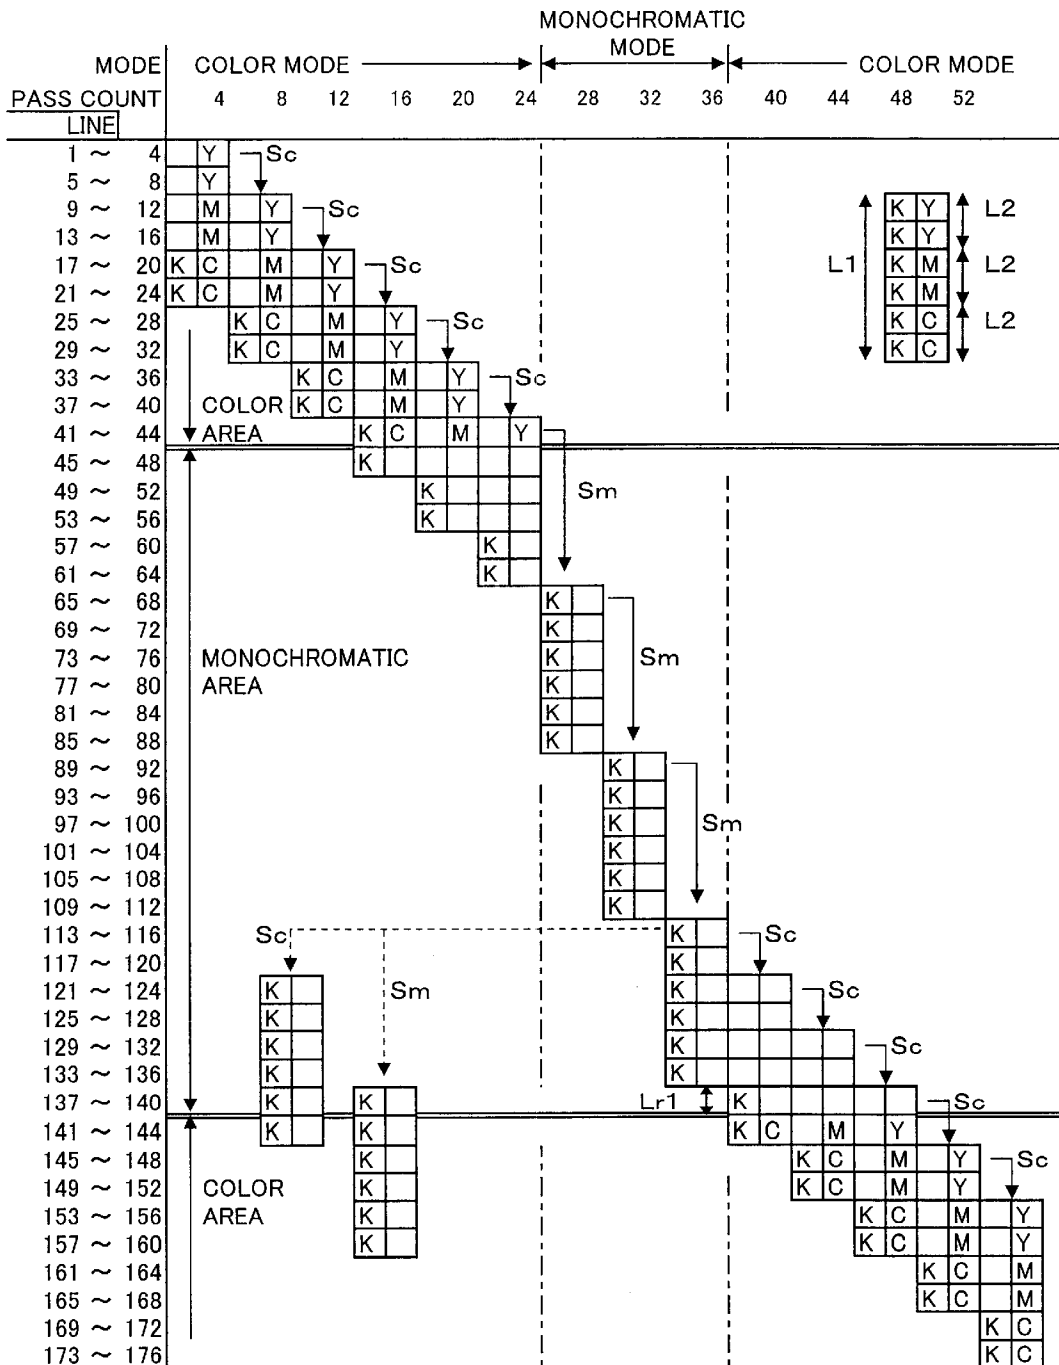 MONOCHROMATIC
MODE
MODE COLOR MODE COLOR MODE
PASS COUNT 4 8 12 16 20 24 28 32 36 40 44 48 52
LINE
1 ~ 4 Y Sc
5 ~ 8 Y
9 ~ 12 M Y Sc K Y L2
13 ~ 16 M Y K Y
17 ~ 20 K C M Y Sc L1 K M L2
21 ~ 24 K C M Y K M
25 ~ 28 K C M Y Sc K C L2
29 ~ 32 K C M Y K C
33 ~ 36 K C M Y Sc
37 ~ 40 COLOR K C M Y
41 ~ 44 AREA K C M Y
45 ~ 48 K
49 ~ 52 K Sm
53 ~ 56 K
57 ~ 60 K
61 ~ 64 K
65 ~ 68 K
69 ~ 72 K
73 ~ 76 MONOCHROMATIC K Sm
77 ~ 80 AREA K
81 ~ 84 K
85 ~ 88 K
89 ~ 92 K
93 ~ 96 K
97 ~ 100 K Sm
101 ~ 104 K
105 ~ 108 K
109 ~ 112 K
113 ~ 116 Sc K Sc
117 ~ 120 K
121 ~ 124 K Sm K Sc
125 ~ 128 K K
129 ~ 132 K K Sc
133 ~ 136 K K
137 ~ 140 K K Lr1 K Sc
141 ~ 144 K K K C M Y
145 ~ 148 K K C M Y Sc
149 ~ 152 COLOR K K C M Y
153 ~ 156 AREA K K C M Y
157 ~ 160 K K C M Y
161 ~ 164 K C M
165 ~ 168 K C M
169 ~ 172 K C
173 ~ 176 K C